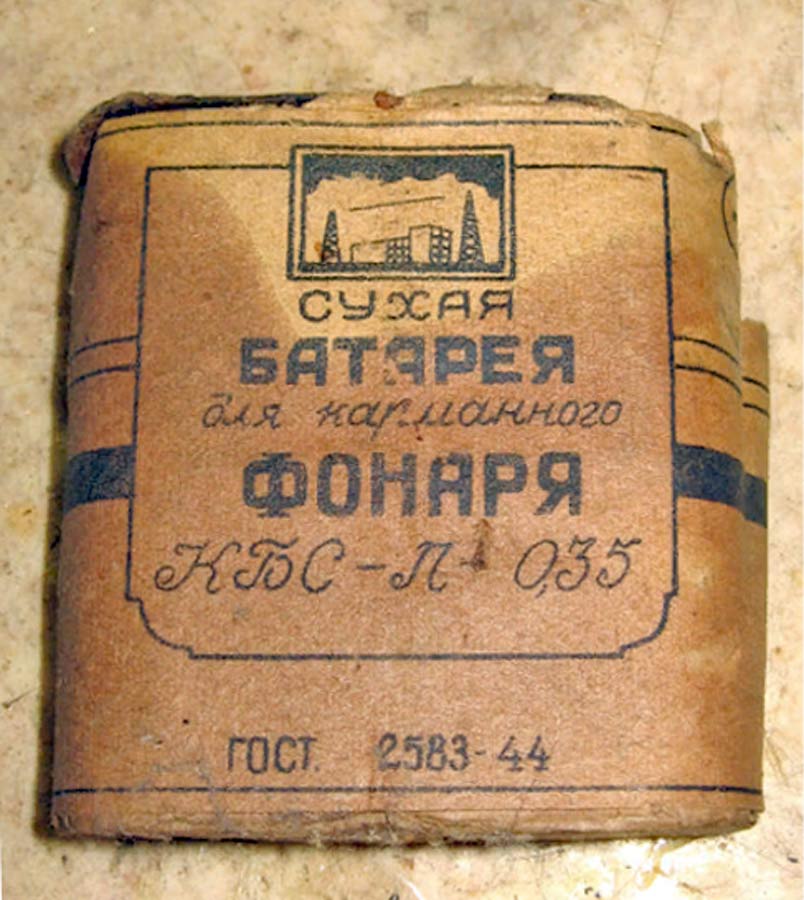 СУХАЯ
БАТАРЕЯ
для карманного
ФОНАРЯ
КБС-Л-0,35
ГОСТ. 2583-44